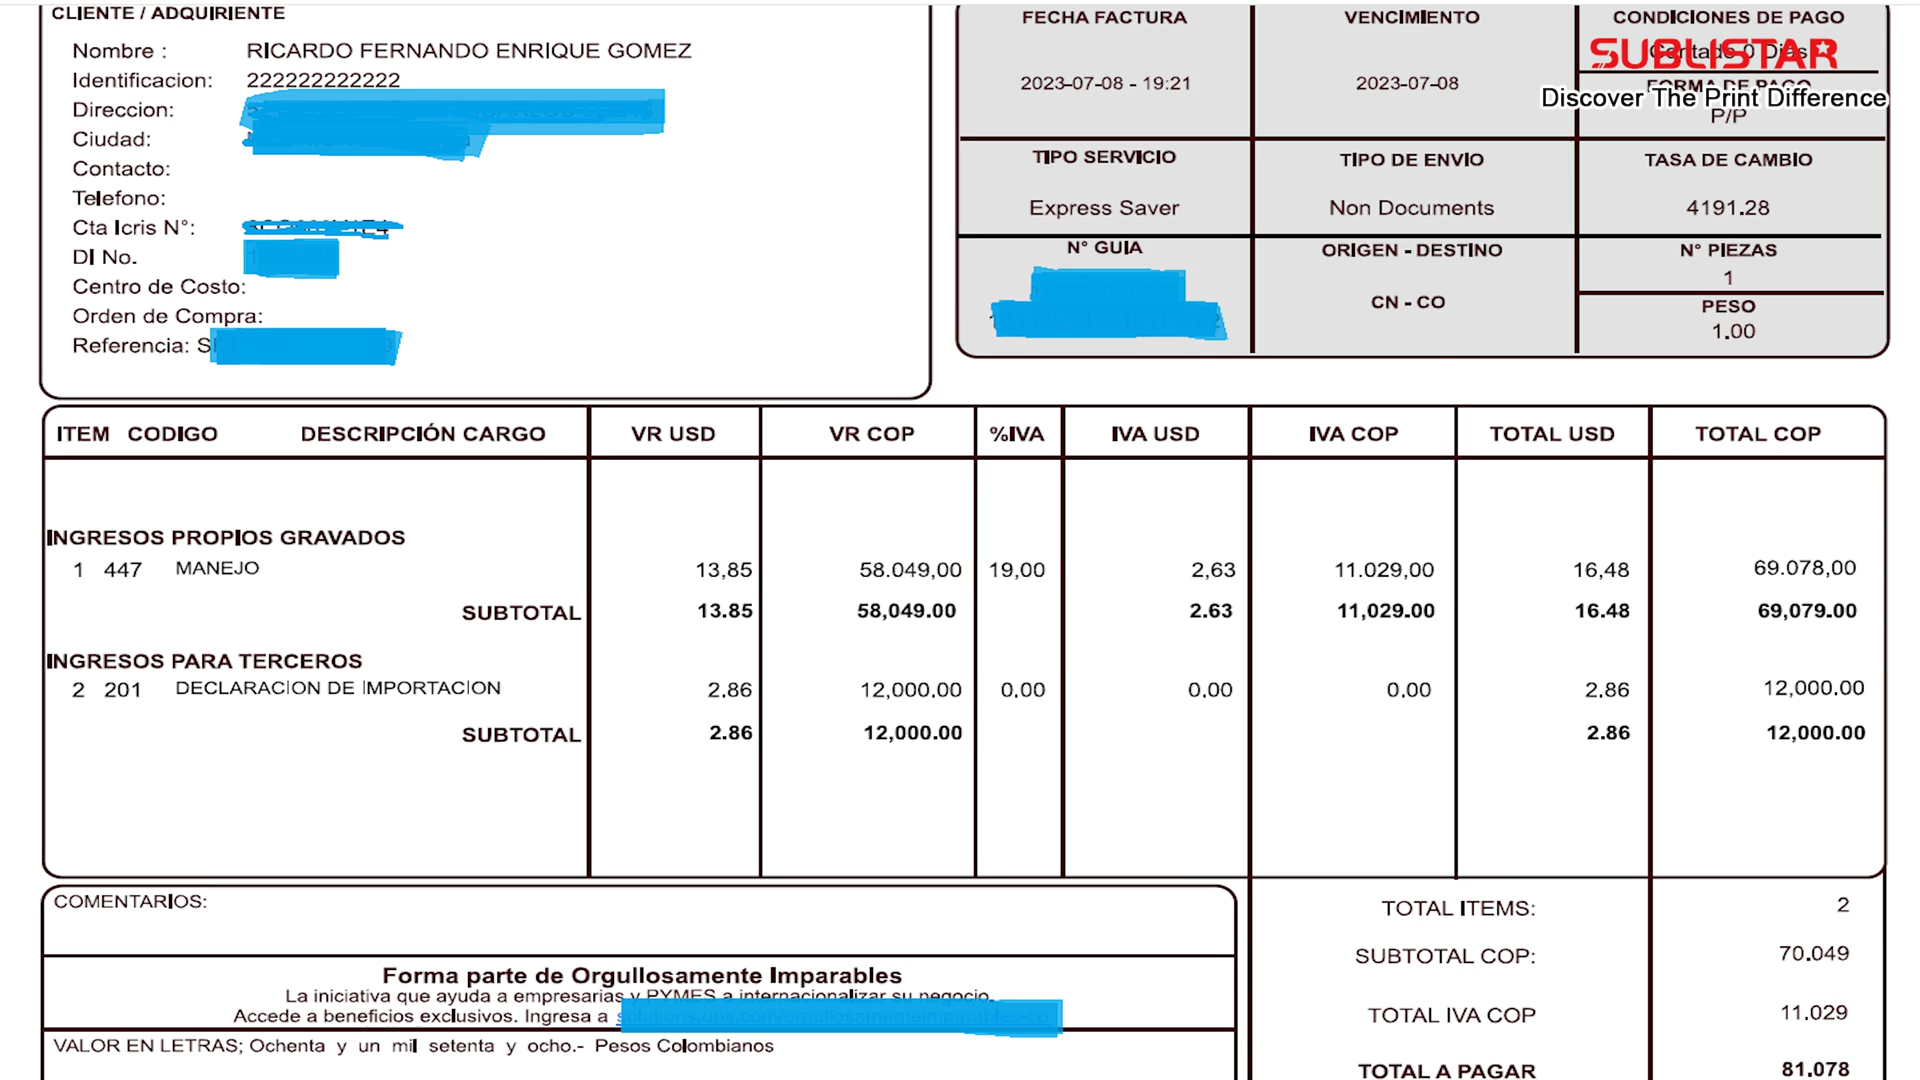 CLIENTE / ADQUIRIENTE
Nombre : RICARDO FERNANDO ENRIQUE GOMEZ
Identificacion: 222222222222
Direccion:
Ciudad:
Contacto:
Telefono:
Cta Icris N°:
DI No.
Centro de Costo:
Orden de Compra:
Referencia:
FECHA FACTURA VENCIMIENTO CONDICIONES DE PAGO
SUBLISTAR
Contado 0 Dias
2023-07-08 - 19:21 2023-07-08 FORMA DE PAGO
Discover The Print Difference
P/P
TIPO SERVICIO TIPO DE ENVIO TASA DE CAMBIO
Express Saver Non Documents 4191.28
N° GUIA ORIGEN - DESTINO N° PIEZAS
1
CN - CO PESO
1.00
ITEM CODIGO DESCRIPCIÓN CARGO VR USD VR COP %IVA IVA USD IVA COP TOTAL USD TOTAL COP
INGRESOS PROPIOS GRAVADOS
1 447 MANEJO 13,85 58.049,00 19,00 2,63 11.029,00 16,48 69.078,00
SUBTOTAL 13.85 58,049.00 2.63 11,029.00 16.48 69,079.00
INGRESOS PARA TERCEROS
2 201 DECLARACION DE IMPORTACION 2.86 12,000.00 0.00 0.00 0.00 2.86 12,000.00
SUBTOTAL 2.86 12,000.00 2.86 12,000.00
COMENTARIOS:
Forma parte de Orgullosamente Imparables
La iniciativa que ayuda a empresarias y PYMES a internacionalizar su negocio.
Accede a beneficios exclusivos. Ingresa a solutions.ups.com/orgullosamenteimparables-co
VALOR EN LETRAS; Ochenta y un mil setenta y ocho.- Pesos Colombianos
TOTAL ITEMS: 2
SUBTOTAL COP: 70.049
TOTAL IVA COP 11.029
TOTAL A PAGAR 81.078